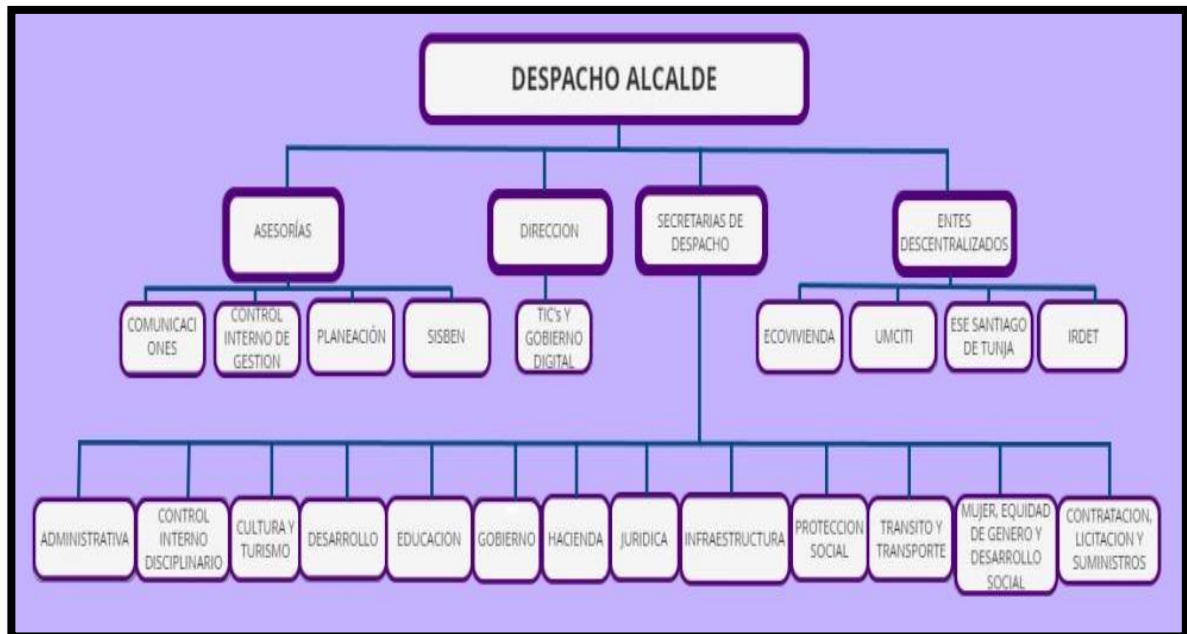 DESPACHO ALCALDE
ASESORÍAS
DIRECCION
SECRETARIAS DE
DESPACHO
ENTES
DESCENTRALIZADOS
COMUNICACI
ONES
CONTROL
INTERNO DE
GESTION
PLANEACIÓN
SISBEN
TIC's Y
GOBIERNO
DIGITAL
ECOVIVIENDA
UMCITI
ESE SANTIAGO
DE TUNJA
IRDET
ADMINISTRATIVA
CONTROL
INTERNO
DISCIPLINARIO
CULTURA Y
TURISMO
DESARROLLO
EDUCACION
GOBIERNO
HACIENDA
JURIDICA
INFRAESTRUCTURA
PROTECCION
SOCIAL
TRANSITO Y
TRANSPORTE
MUJER, EQUIDAD
DE GENERO Y
DESARROLLO
SOCIAL
CONTRATACION,
LICITACION Y
SUMINISTROS